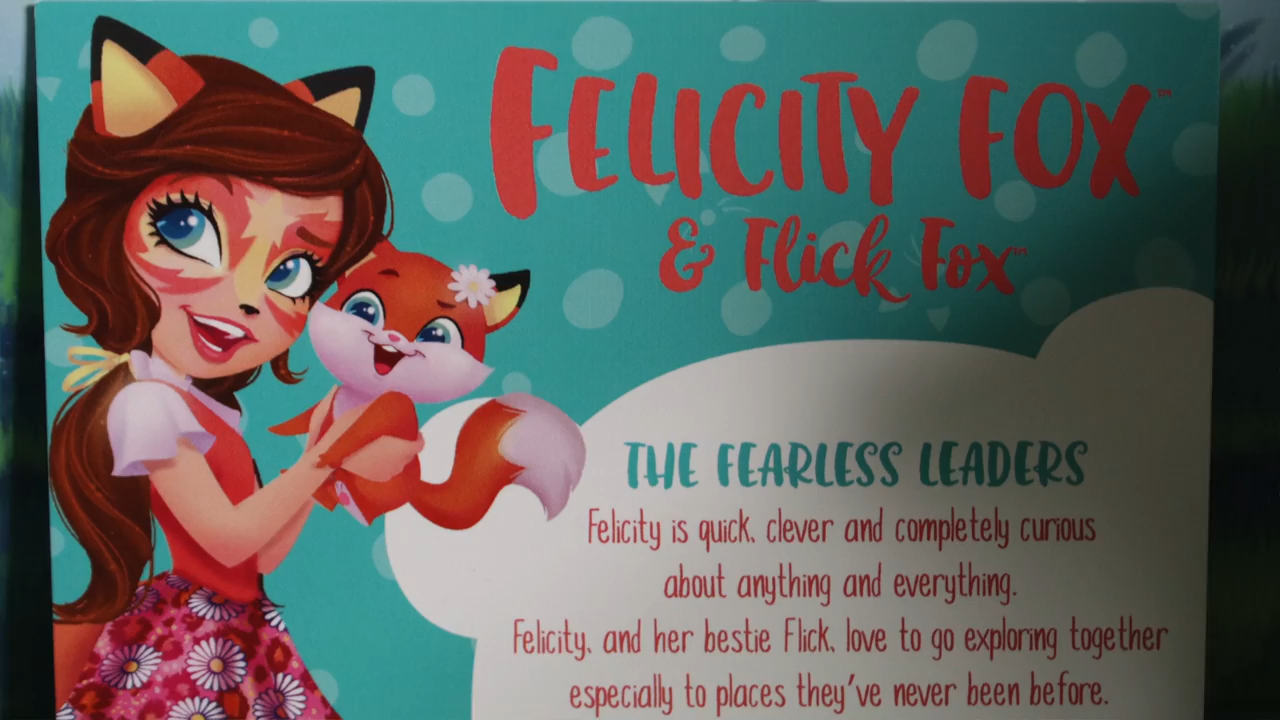 FELICITY FOX™
& Flick Fox™
THE FEARLESS LEADERS
Felicity is quick, clever and completely curious
about anything and everything.
Felicity, and her bestie Flick, love to go exploring together
especially to places they've never been before.